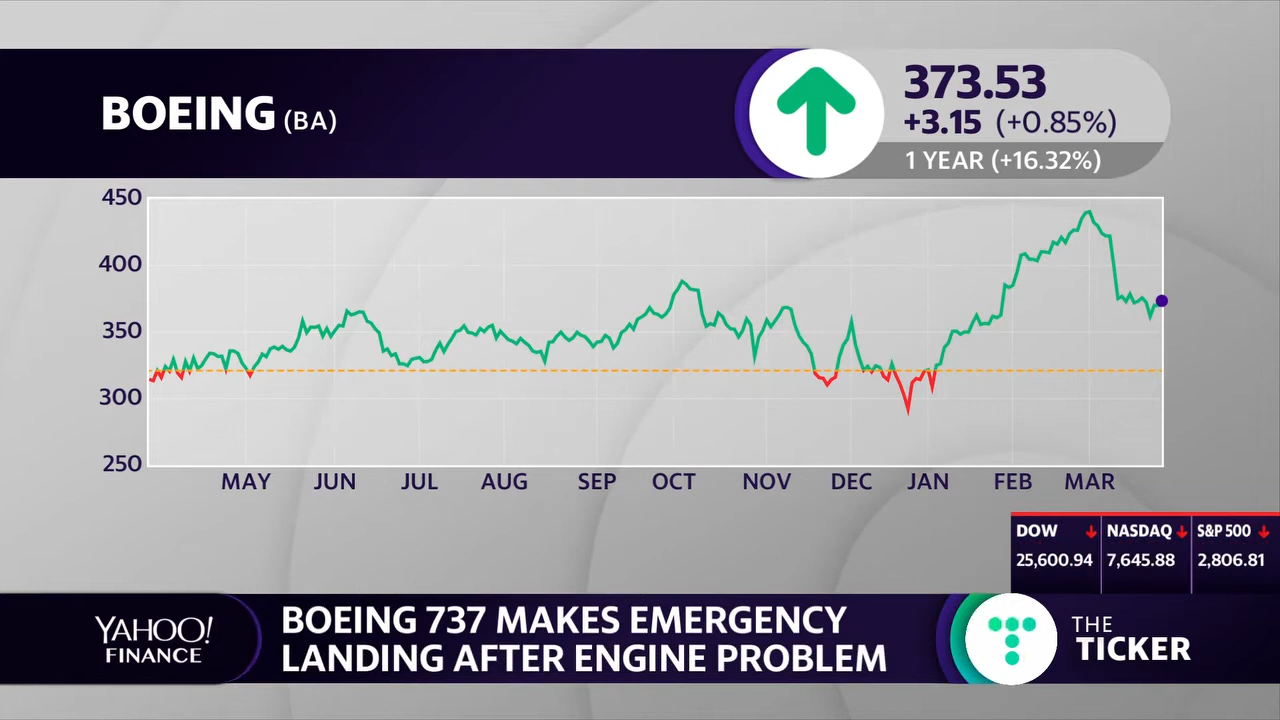 BOEING (BA)
373.53
+3.15 (+0.85%)
1 YEAR (+16.32%)
450
400
350
300
250
MAY JUN JUL AUG SEP OCT NOV DEC JAN FEB MAR
DOW NASDAQ S&P 500
25,600.94 7,645.88 2,806.81
YAHOO!
FINANCE
BOEING 737 MAKES EMERGENCY
LANDING AFTER ENGINE PROBLEM
THE
TICKER